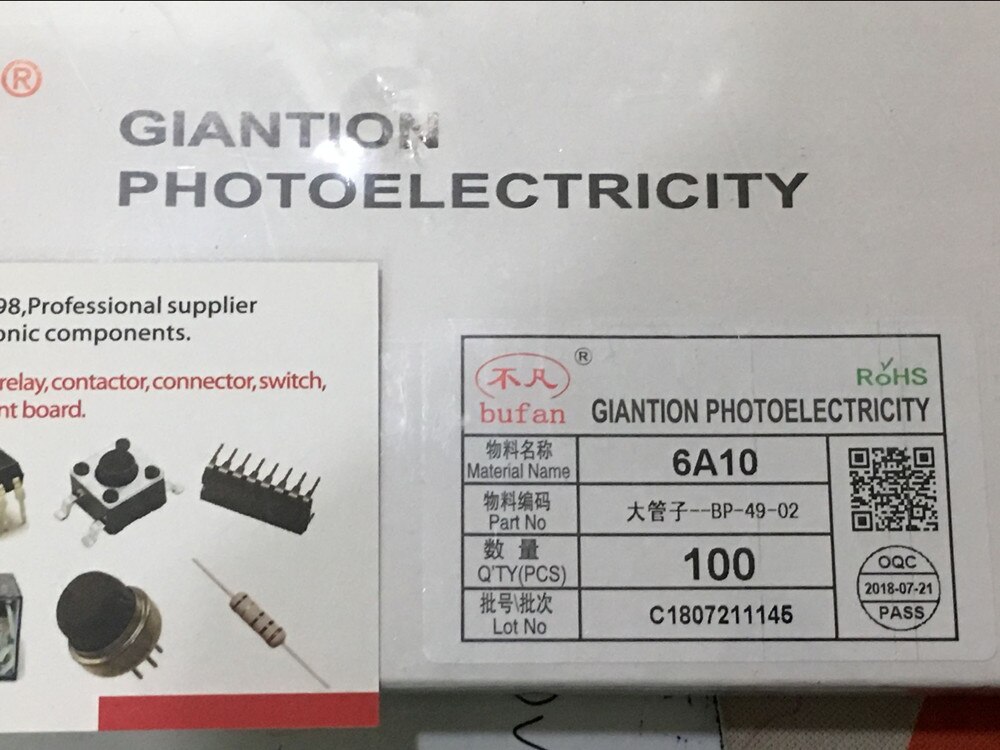 ®
GIANTION
PHOTOELECTRICITY
98,Professional supplier
onic components.
relay,contactor,connector,switch,
nt board.
不凡 ®
bufan
RoHS
GIANTION PHOTOELECTRICITY
物料名称
Material Name
6A10
物料编码
Part No
大管子--BP-49-02
数 量
Q'TY(PCS)
100
批号\批次
Lot No
C1807211145
OQC
2018-07-21
PASS